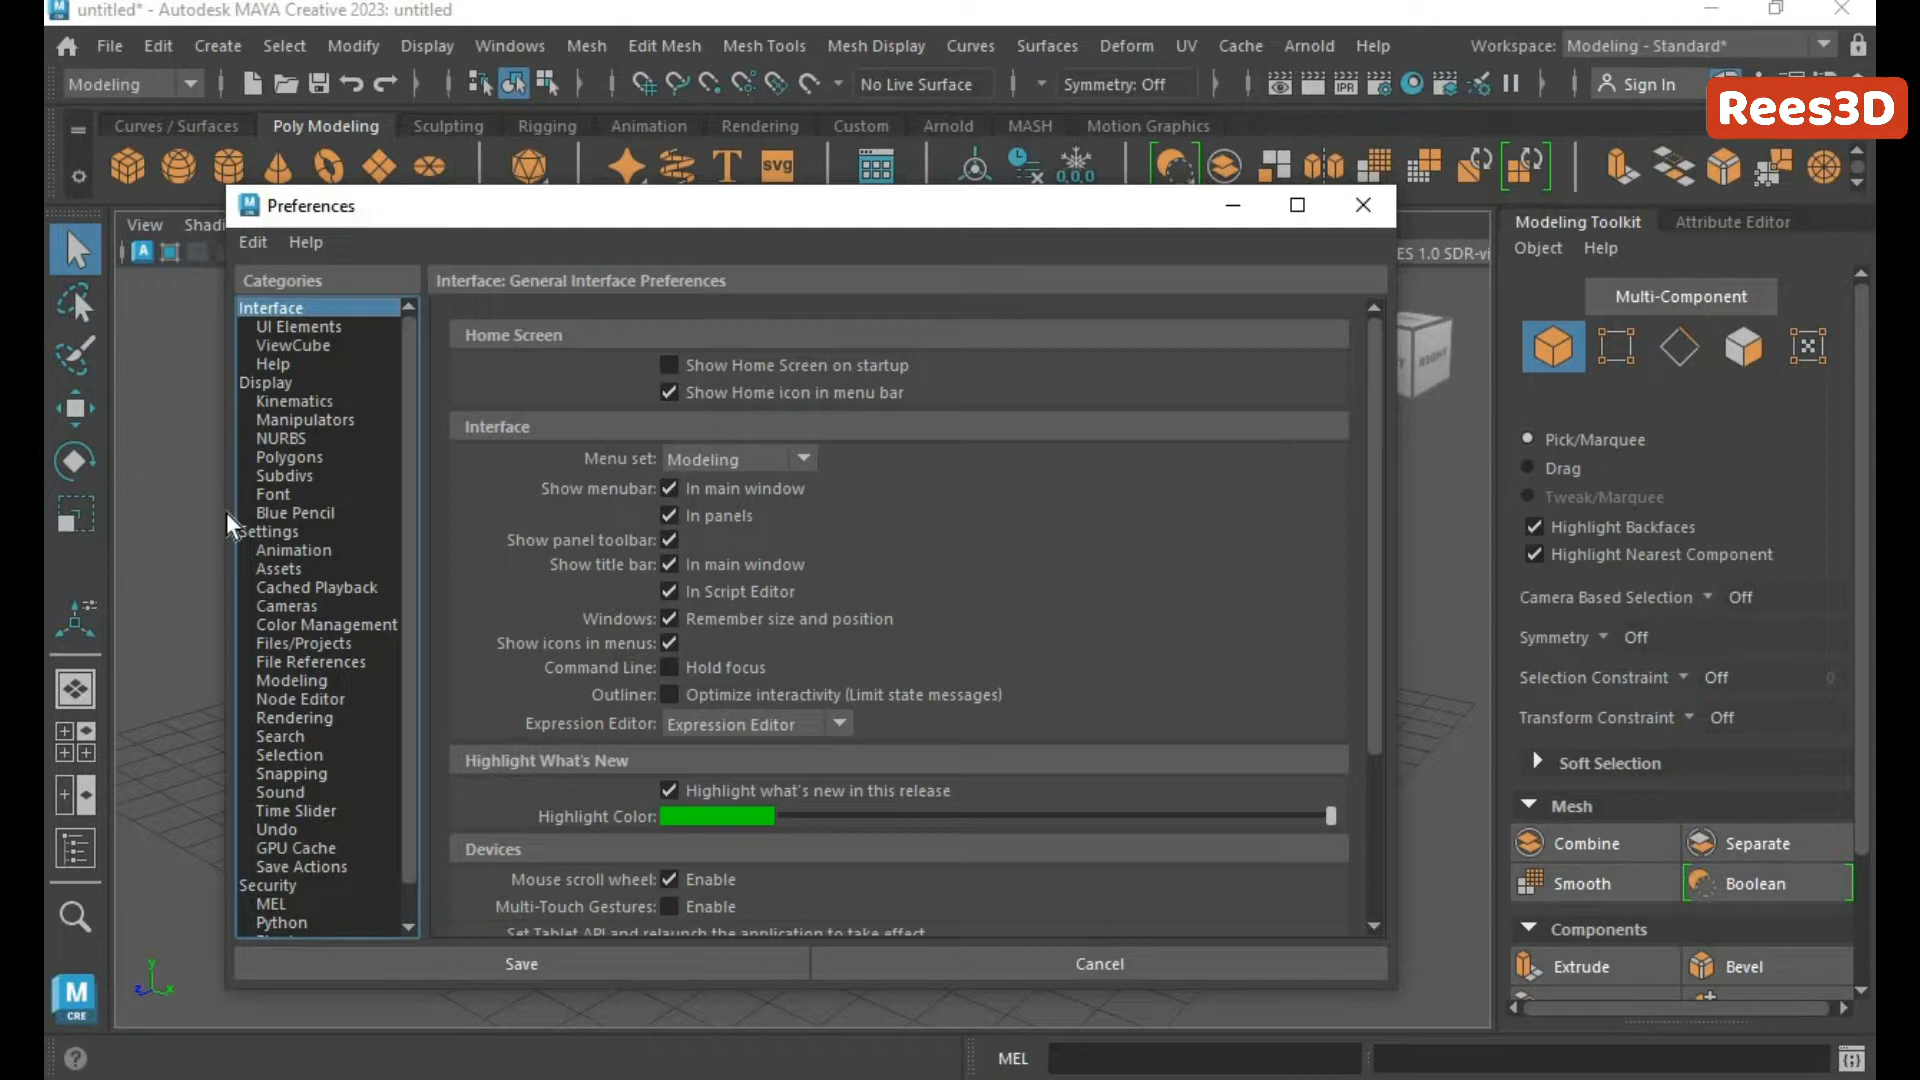 untitled* - Autodesk MAYA Creative 2023: untitled
File Edit Create Select Modify Display Windows Mesh Edit Mesh Mesh Tools Mesh Display Curves Surfaces Deform UV Cache Arnold Help Workspace: Modeling - Standard*
Modeling No Live Surface Symmetry: Off IPR Sign In
Rees3D
Curves / Surfaces Poly Modeling Sculpting Rigging Animation Rendering Custom Arnold MASH Motion Graphics
T svg 0,0,0
Preferences
View
Edit Help
Categories
Interface
UI Elements
ViewCube
Help
Display
Kinematics
Manipulators
NURBS
Polygons
Subdivs
Font
Blue Pencil
Settings
Animation
Assets
Cached Playback
Cameras
Color Management
Files/Projects
File References
Modeling
Node Editor
Rendering
Search
Selection
Snapping
Sound
Time Slider
Undo
GPU Cache
Save Actions
Security
MEL
Python
Interface: General Interface Preferences
Home Screen
Show Home Screen on startup
Show Home icon in menu bar
Interface
Menu set: Modeling
Show menubar: In main window
In panels
Show panel toolbar:
Show title bar: In main window
In Script Editor
Windows: Remember size and position
Show icons in menus:
Command Line: Hold focus
Outliner: Optimize interactivity (Limit state messages)
Expression Editor: Expression Editor
Highlight What's New
Highlight what's new in this release
Highlight Color:
Devices
Mouse scroll wheel: Enable
Multi-Touch Gestures: Enable
Set Tablet API and relaunch the application to take effect
Save Cancel
RIGHT
Modeling Toolkit Attribute Editor
Object Help
Multi-Component
Pick/Marquee
Drag
Tweak/Marquee
Highlight Backfaces
Highlight Nearest Component
Camera Based Selection Off
Symmetry Off
Selection Constraint Off 0
Transform Constraint Off
Soft Selection
Mesh
Combine Separate
Smooth Boolean
Components
Extrude Bevel
M
CRE
y
z x
MEL